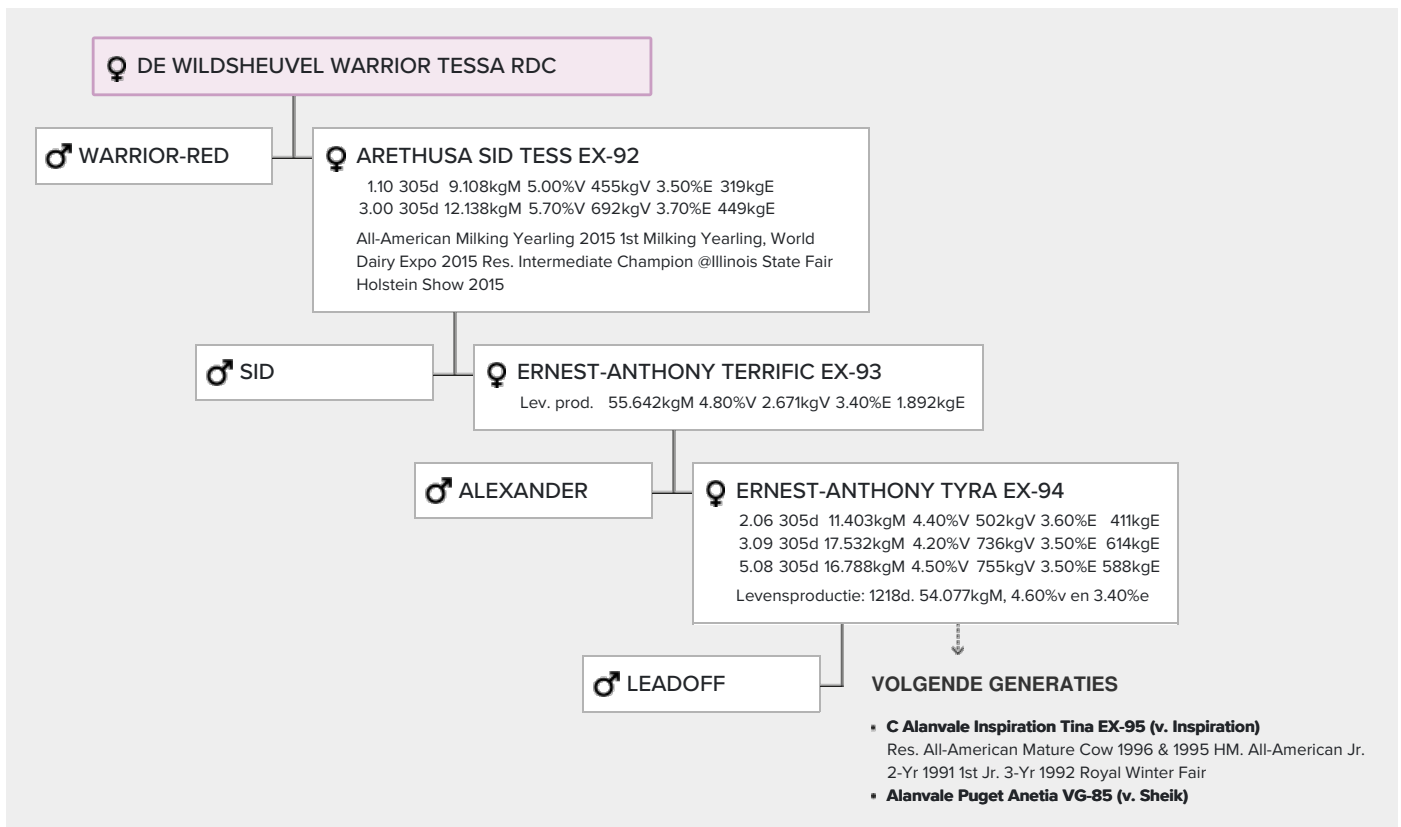 DE WILDSHEUVEL WARRIOR TESSA RDC
WARRIOR-RED
ARETHUSA SID TESS EX-92
1.10 305d 9.108kgM 5.00%V 455kgV 3.50%E 319kgE
3.00 305d 12.138kgM 5.70%V 692kgV 3.70%E 449kgE
All-American Milking Yearling 2015 1st Milking Yearling, World
Dairy Expo 2015 Res. Intermediate Champion @Illinois State Fair
Holstein Show 2015
SID
ERNEST-ANTHONY TERRIFIC EX-93
Lev. prod. 55.642kgM 4.80%V 2.671kgV 3.40%E 1.892kgE
ALEXANDER
ERNEST-ANTHONY TYRA EX-94
2.06 305d 11.403kgM 4.40%V 502kgV 3.60%E 411kgE
3.09 305d 17.532kgM 4.20%V 736kgV 3.50%E 614kgE
5.08 305d 16.788kgM 4.50%V 755kgV 3.50%E 588kgE
Levensproductie: 1218d. 54.077kgM, 4.60%v en 3.40%e
LEADOFF
VOLGENDE GENERATIES
• C Alanvale Inspiration Tina EX-95 (v. Inspiration)
Res. All-American Mature Cow 1996 & 1995 HM. All-American Jr.
2-Yr 1991 1st Jr. 3-Yr 1992 Royal Winter Fair
• Alanvale Puget Anetia VG-85 (v. Sheik)